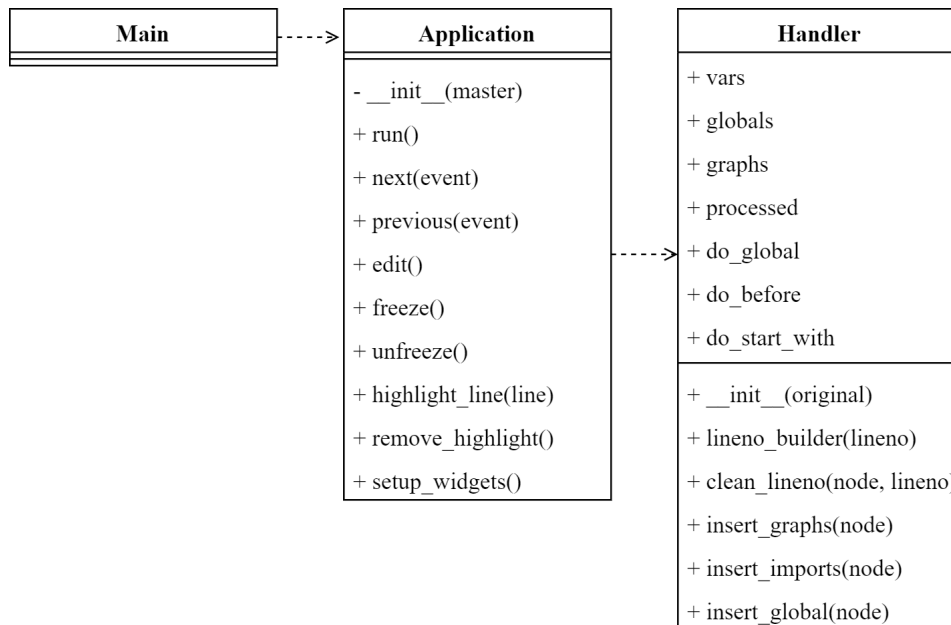 Main
Application
- __init__(master)
+ run()
+ next(event)
+ previous(event)
+ edit()
+ freeze()
+ unfreeze()
+ highlight_line(line)
+ remove_highlight()
+ setup_widgets()
Handler
+ vars
+ globals
+ graphs
+ processed
+ do_global
+ do_before
+ do_start_with
+ __init__(original)
+ lineno_builder(lineno)
+ clean_lineno(node, lineno)
+ insert_graphs(node)
+ insert_imports(node)
+ insert_global(node)